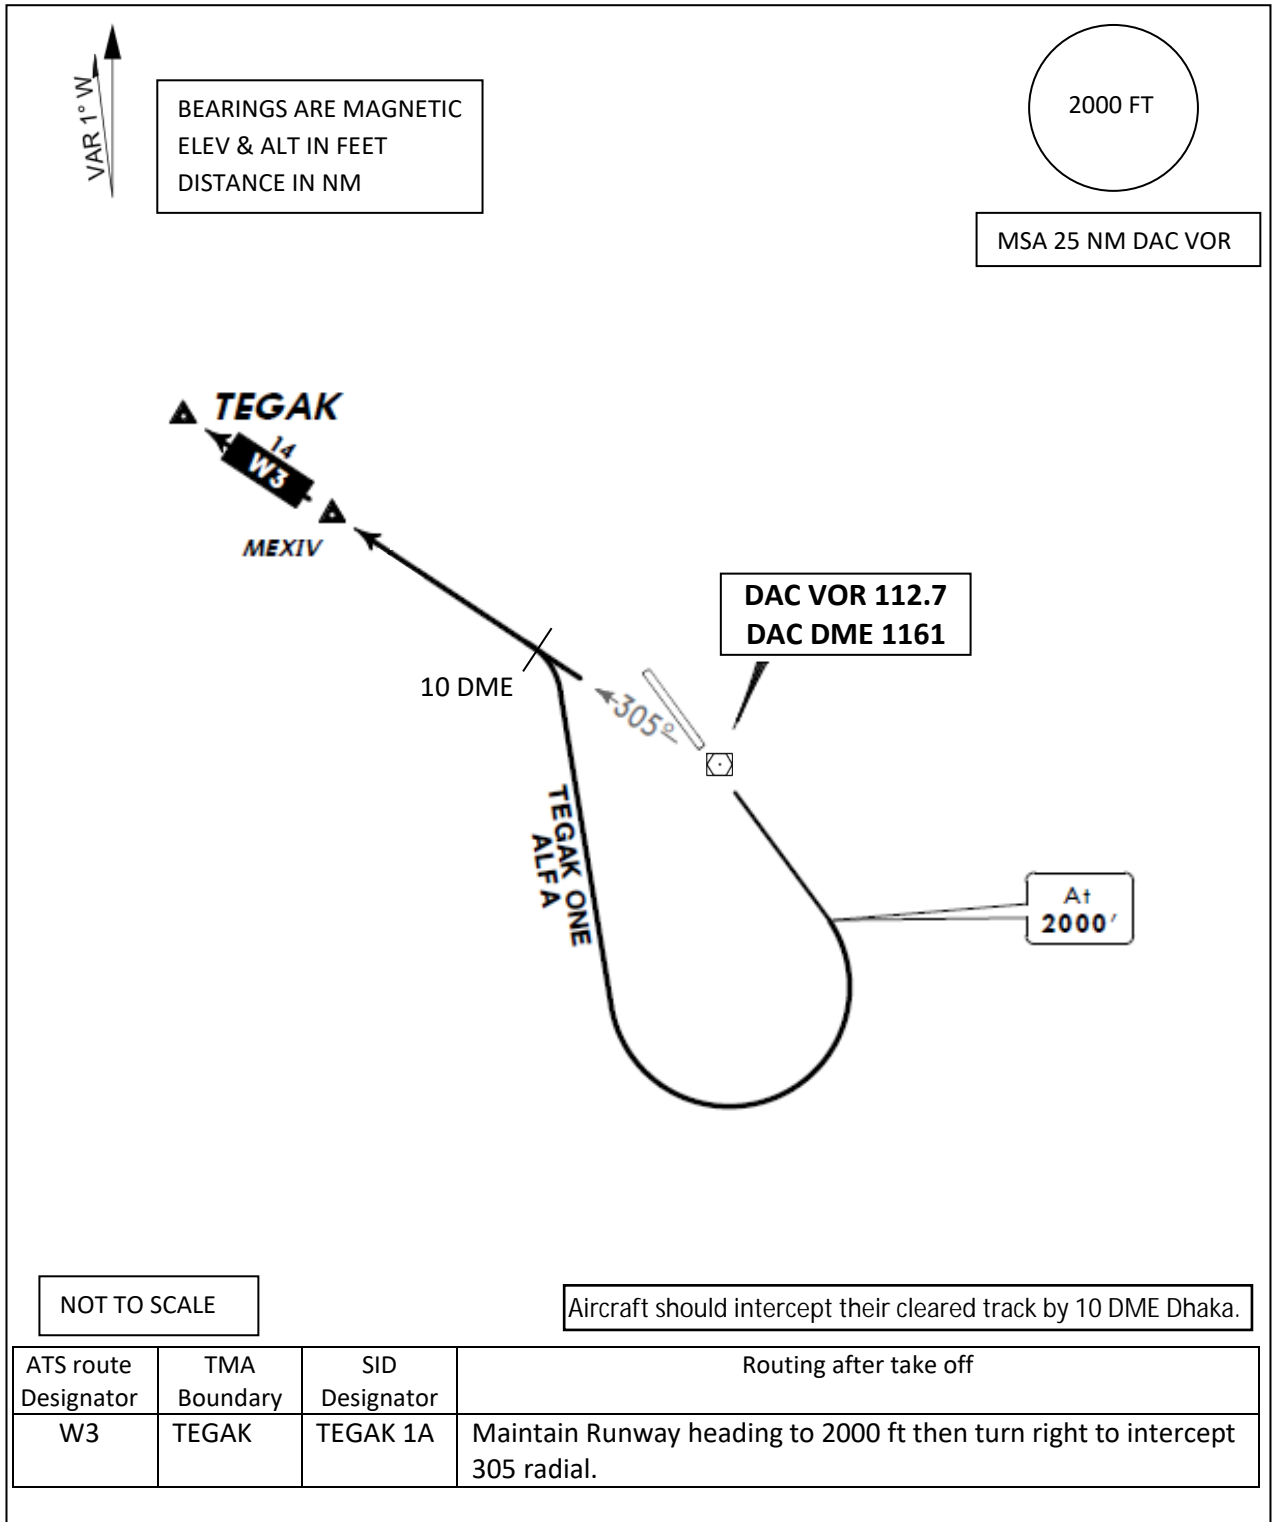 VAR 1° W
BEARINGS ARE MAGNETIC
ELEV & ALT IN FEET
DISTANCE IN NM
2000 FT
MSA 25 NM DAC VOR
TEGAK
14
W3
MEXIV
DAC VOR 112.7
DAC DME 1161
10 DME
305°
TEGAK ONE
ALFA
At
2000'
NOT TO SCALE
Aircraft should intercept their cleared track by 10 DME Dhaka.
ATS route
Designator
TMA
Boundary
SID
Designator
Routing after take off
W3
TEGAK
TEGAK 1A
Maintain Runway heading to 2000 ft then turn right to intercept
305 radial.